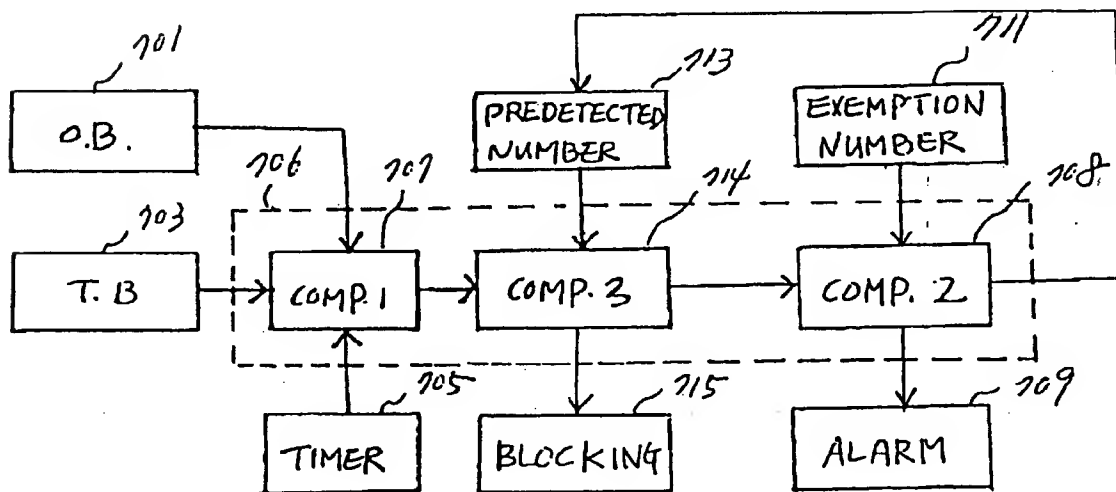 701
O.B.
713
PREDETECTED
NUMBER
711
EXEMPTION
NUMBER
706
707
714
708
703
T.B
COMP.1
COMP.3
COMP.2
705
TIMER
715
BLOCKING
709
ALARM